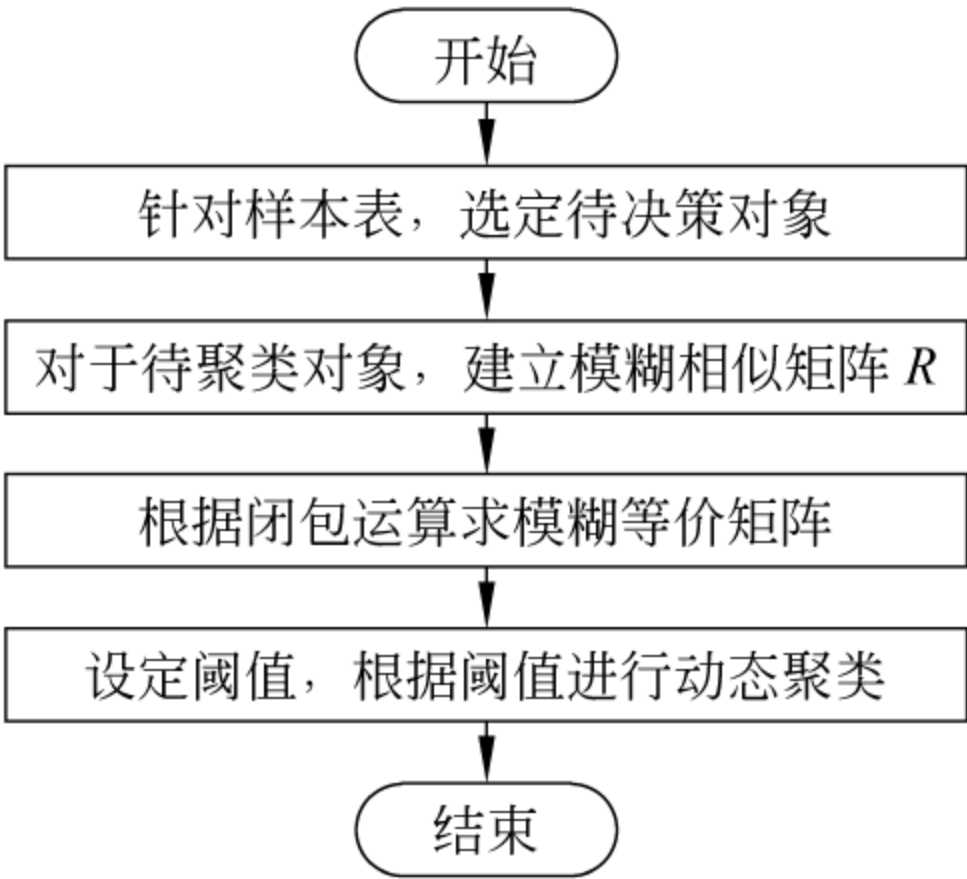 开始
针对样本表，选定待决策对象
对于待聚类对象，建立模糊相似矩阵 R
根据闭包运算求模糊等价矩阵
设定阈值，根据阈值进行动态聚类
结束